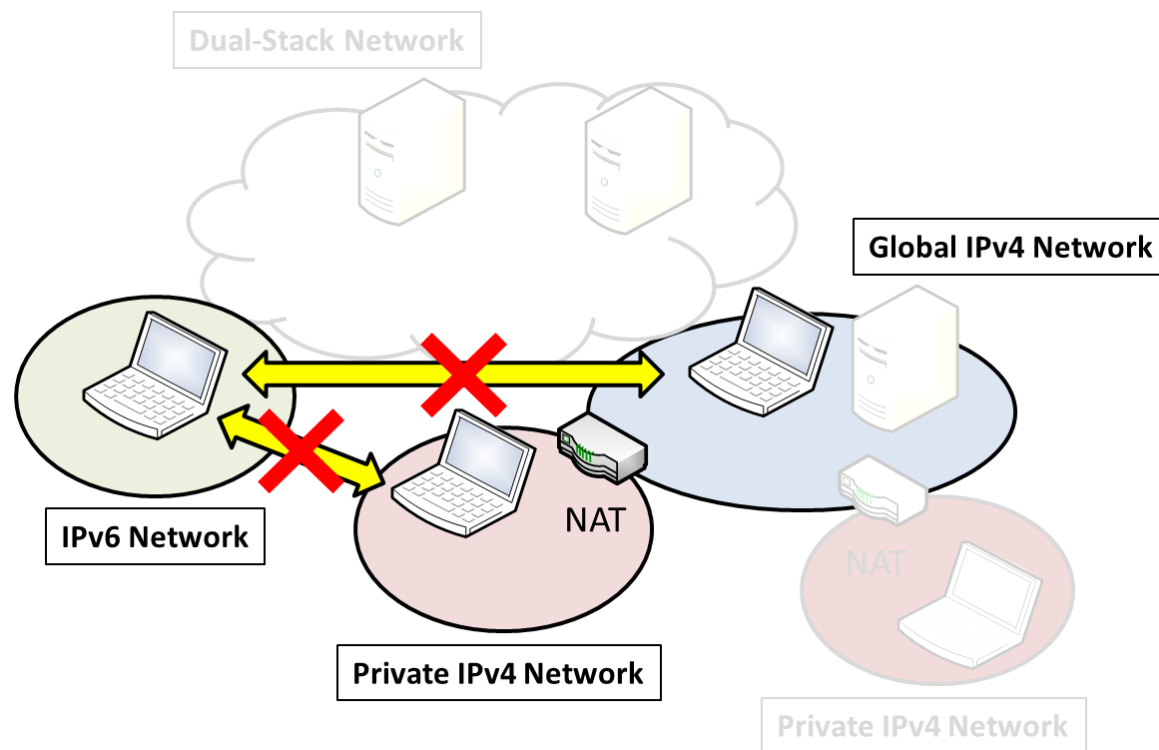 Dual-Stack Network
Global IPv4 Network
IPv6 Network
NAT
NAT
Private IPv4 Network
Private IPv4 Network